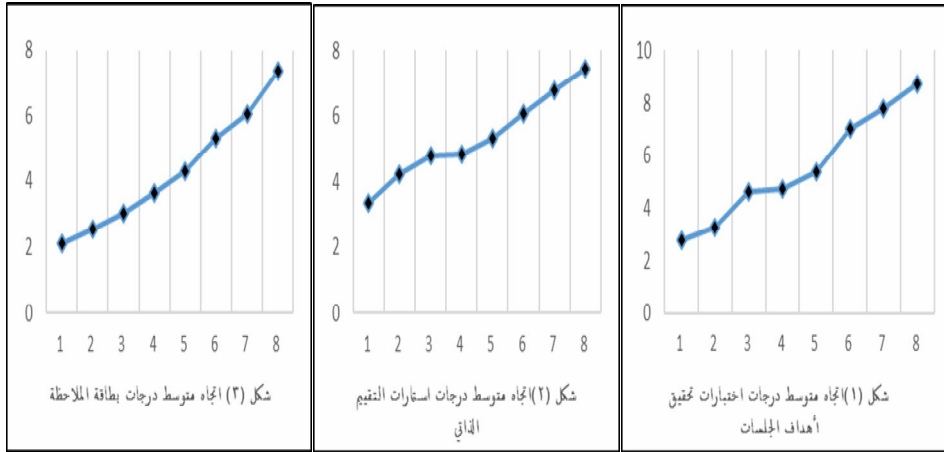 10
8
6
4
2
0
1 2 3 4 5 6 7 8
شكل (١) اتجاه متوسط درجات اختبارات تحقيق
أهداف الجلسات
8
6
4
2
0
1 2 3 4 5 6 7 8
شكل (٢) اتجاه متوسط درجات استمارات التقييم
الذاتي
8
6
4
2
0
1 2 3 4 5 6 7 8
شكل (٣) اتجاه متوسط درجات بطاقة الملاحظة